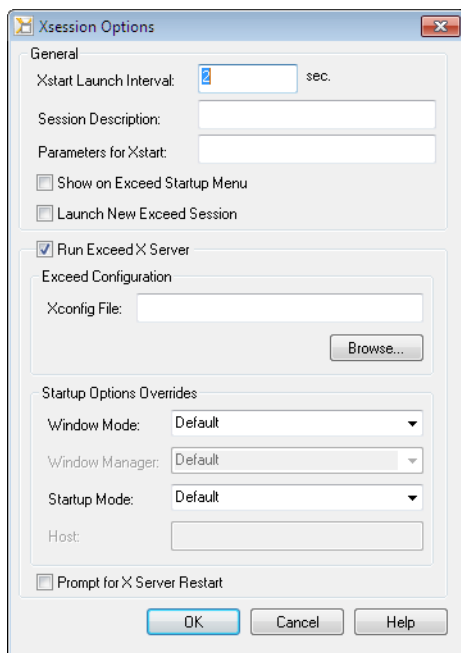 Xsession Options
General
Xstart Launch Interval: 2 sec.
Session Description:
Parameters for Xstart:
Show on Exceed Startup Menu
Launch New Exceed Session
Run Exceed X Server
Exceed Configuration
Xconfig File:
Browse...
Startup Options Overrides
Window Mode: Default
Window Manager: Default
Startup Mode: Default
Host:
Prompt for X Server Restart
OK Cancel Help